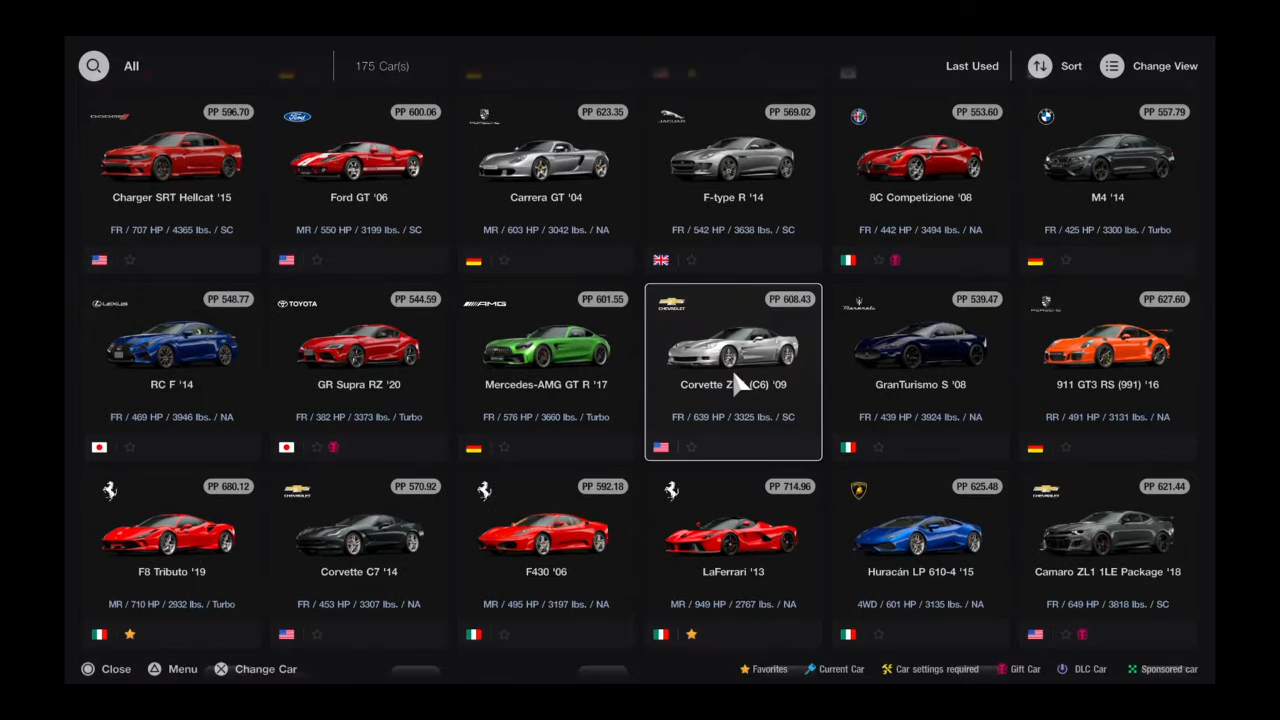 All
175 Car(s)
Last Used
Sort
Change View
DODGE
PP 596.70
Ford
PP 600.06
PP 623.35
JAGUAR
PP 569.02
PP 553.60
PP 557.79
Charger SRT Hellcat '15
Ford GT '06
Carrera GT '04
F-type R '14
8C Competizione '08
M4 '14
FR / 707 HP / 4365 lbs. / SC
MR / 550 HP / 3199 lbs. / SC
MR / 603 HP / 3042 lbs. / NA
FR / 542 HP / 3638 lbs. / SC
FR / 442 HP / 3494 lbs. / NA
FR / 425 HP / 3300 lbs. / Turbo
LEXUS
PP 548.77
TOYOTA
PP 544.59
AMG
PP 601.55
CHEVROLET
PP 608.43
Maserati
PP 539.47
PORSCHE
PP 627.60
RC F '14
GR Supra RZ '20
Mercedes-AMG GT R '17
Corvette Z (C6) '09
GranTurismo S '08
911 GT3 RS (991) '16
FR / 469 HP / 3946 lbs. / NA
FR / 382 HP / 3373 lbs. / Turbo
FR / 576 HP / 3660 lbs. / Turbo
FR / 639 HP / 3325 lbs. / SC
FR / 439 HP / 3924 lbs. / NA
RR / 491 HP / 3131 lbs. / NA
PP 680.12
CHEVROLET
PP 570.92
PP 592.18
PP 714.96
PP 625.48
CHEVROLET
PP 621.44
F8 Tributo '19
Corvette C7 '14
F430 '06
LaFerrari '13
Huracán LP 610-4 '15
Camaro ZL1 1LE Package '18
MR / 710 HP / 2932 lbs. / Turbo
FR / 453 HP / 3307 lbs. / NA
MR / 495 HP / 3197 lbs. / NA
MR / 949 HP / 2767 lbs. / NA
4WD / 601 HP / 3135 lbs. / NA
FR / 649 HP / 3818 lbs. / SC
Close
Menu
Change Car
Favorites
Current Car
Car settings required
Gift Car
DLC Car
Sponsored car